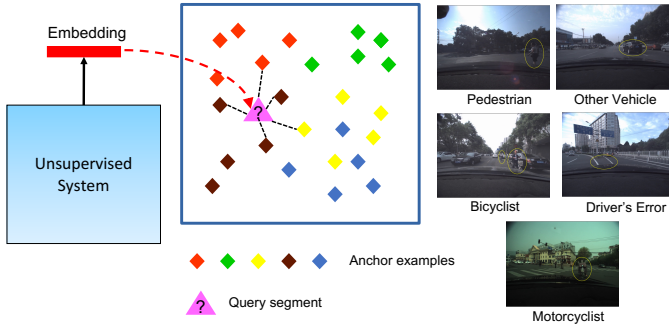 Embedding
Unsupervised
System
?
Anchor examples
?
Query segment
Pedestrian
Other Vehicle
Bicyclist
Driver's Error
Motorcyclist